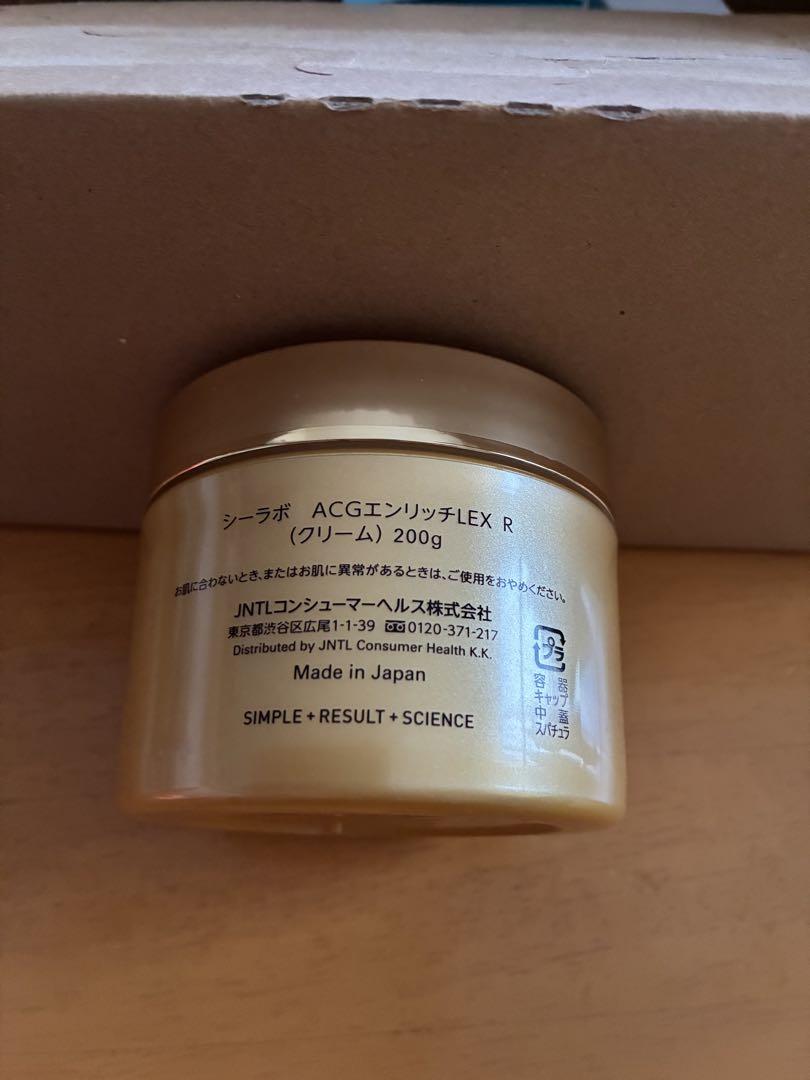 シーラボ ACGエンリッチLEX R
(クリーム) 200g
お肌に合わないとき、またはお肌に異常があるときは、ご使用をおやめください。
JNTLコンシューマーヘルス株式会社
東京都渋谷区広尾1-1-39 0120-371-217
Distributed by JNTL Consumer Health K.K.
Made in Japan
SIMPLE + RESULT + SCIENCE
プラ
容器
キャップ
中蓋
スパチュラ